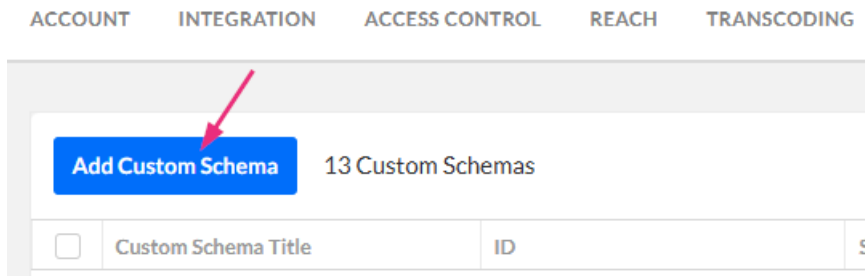 ACCOUNT INTEGRATION ACCESS CONTROL REACH TRANSCODING
Add Custom Schema 13 Custom Schemas
Custom Schema Title ID